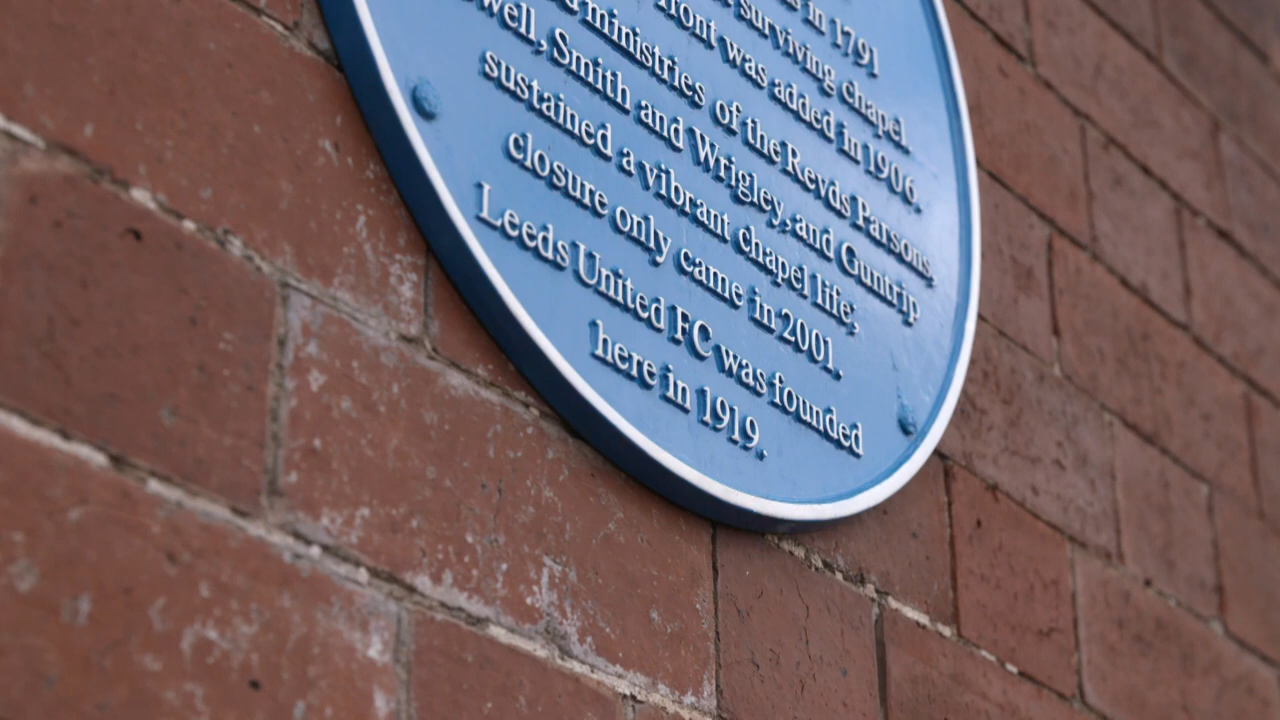 in 1791
surviving chapel.
front was added in 1906.
ministries of the Revds Parsons,
well, Smith and Wrigley, and Guntrip
sustained a vibrant chapel life;
closure only came in 2001.
Leeds United FC was founded
here in 1919.